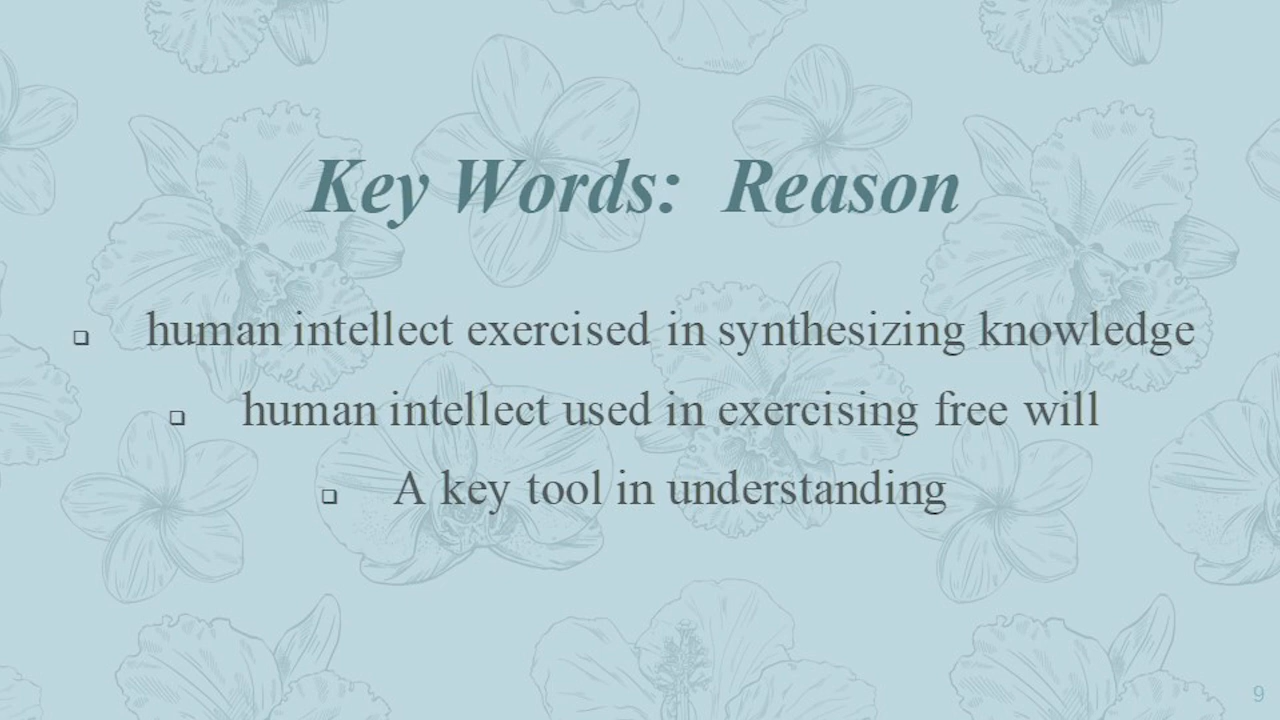 Key Words: Reason
❑ human intellect exercised in synthesizing knowledge
❑ human intellect used in exercising free will
❑ A key tool in understanding
9